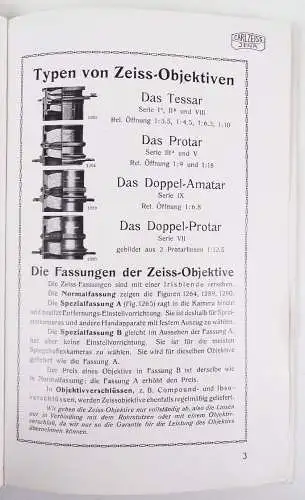 CARL ZEISS
JENA
Typen von Zeiss-Objektiven
Das Tessar
Serie Iᶜ, IIᵇ und VIII
Rel. Öffnung 1:3,5, 1:4,5, 1:6,3, 1:10
Das Protar
Serie IIIᵃ und V
Rel. Öffnung 1:9 und 1:18
Das Doppel-Amatar
Serie IX
Rel. Öffnung 1:6,8
Das Doppel-Protar
Serie VII
gebildet aus 2 Protarlinsen 1:12,5
Die Fassungen der Zeiss-Objektive
Die Zeiss-Fassungen sind mit einer Irisblende versehen.
Die Normalfassung zeigen die Figuren 1264, 1289, 1290.
Die Spezialfassung A (Fig. 1265) ragt in die Kamera hinein
und besitzt Entfernungs-Einstellvorrichtung. Sie ist deshalb für Spreizenkameras
und andere Handapparate mit festem Auszug zu wählen.
Die Spezialfassung B gleicht im Aussehen der Fassung A,
hat aber keine Einstellvorrichtung. Sie ist für die meisten
Spiegelreflexkameras zu wählen. Sie wird für dieselben Objektive
geliefert wie die Fassung A.
Der Preis eines Objektivs in Fassung B ist derselbe wie
in Normalfassung; die Fassung A erhöht den Preis.
In Objektivverschlüssen, z. B. Compound- und Ibsoverschlüssen,
werden Zeissobjektive ebenfalls regelmäßig geliefert.
Wir geben die Zeiss-Objektive nur vollständig ab, also die Linsen
nur in Verbindung mit dem Rohrstutzen oder mit einem Objektivverschluß,
da wir nur so die Garantie für die Leistung des Objektivs
übernehmen können.
3